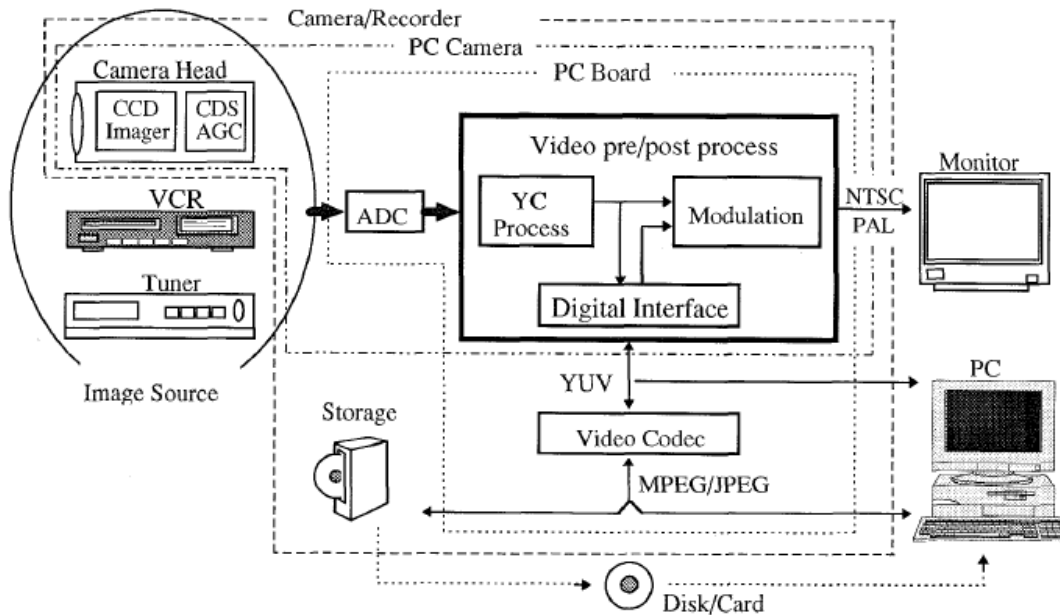 Camera/Recorder
PC Camera
PC Board
Camera Head
CCD
Imager
CDS
AGC
VCR
Tuner
Image Source
ADC
Video pre/post process
YC
Process
Modulation
Digital Interface
NTSC
PAL
Monitor
YUV
PC
Storage
Video Codec
MPEG/JPEG
Disk/Card